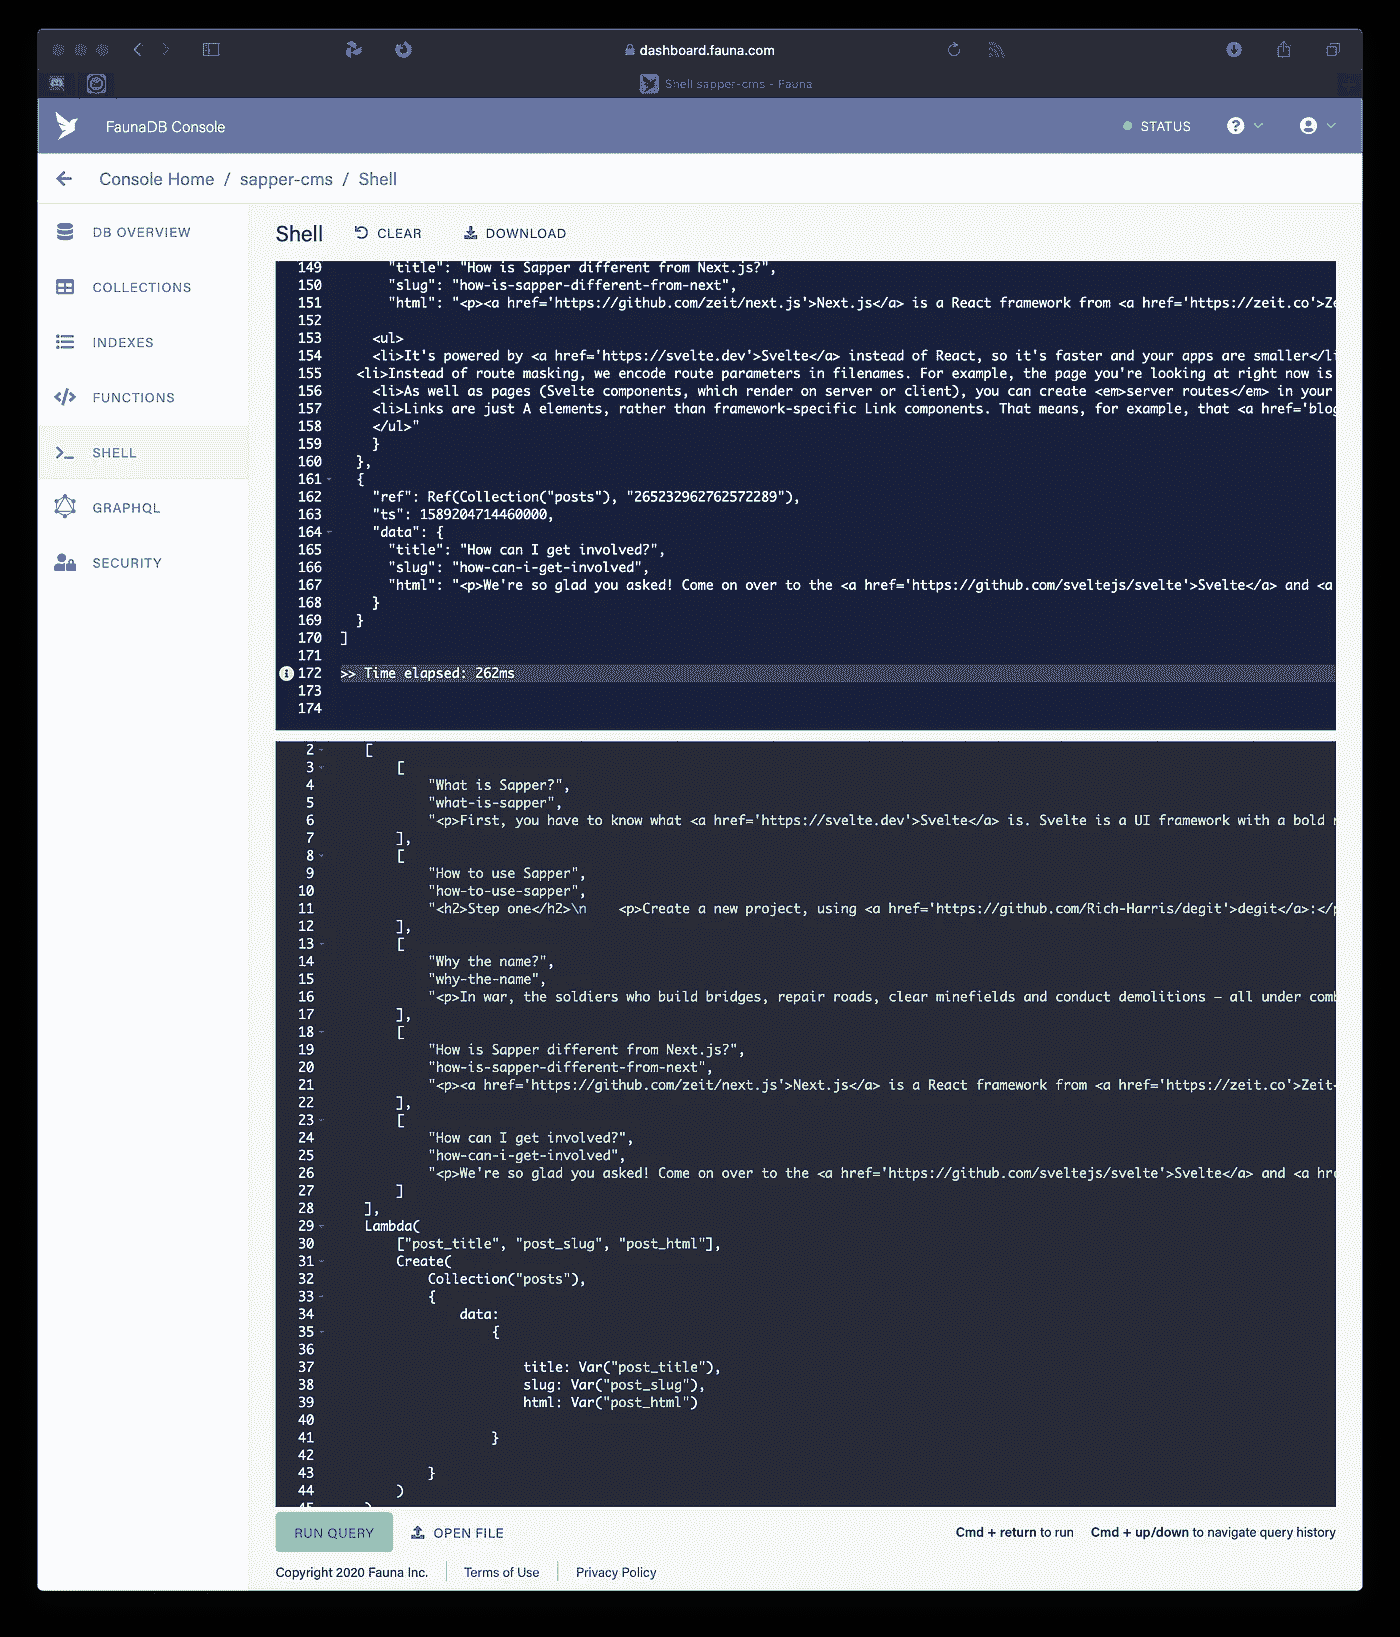 dashboard.fauna.com
Shell sapper-cms - Fauna
FaunaDB Console
STATUS
Console Home / sapper-cms / Shell
DB OVERVIEW
COLLECTIONS
INDEXES
FUNCTIONS
SHELL
GRAPHQL
SECURITY
Shell CLEAR DOWNLOAD
149 "title": "How is Sapper different from Next.js?",
150 "slug": "how-is-sapper-different-from-next",
151 "html": "<p><a href='https://github.com/zeit/next.js'>Next.js</a> is a React framework from <a href='https://zeit.co'>Ze
152
153 <ul>
154 <li>It's powered by <a href='https://svelte.dev'>Svelte</a> instead of React, so it's faster and your apps are smaller</li
155 <li>Instead of route masking, we encode route parameters in filenames. For example, the page you're looking at right now is
156 <li>As well as pages (Svelte components, which render on server or client), you can create <em>server routes</em> in your
157 <li>Links are just A elements, rather than framework-specific Link components. That means, for example, that <a href='blog
158 </ul>"
159 }
160 },
161 {
162 "ref": Ref(Collection("posts"), "265232962762572289"),
163 "ts": 1589204714460000,
164 "data": {
165 "title": "How can I get involved?",
166 "slug": "how-can-i-get-involved",
167 "html": "<p>We're so glad you asked! Come on over to the <a href='https://github.com/sveltejs/svelte'>Svelte</a> and <a
168 }
169 }
170 ]
171
172 >> Time elapsed: 262ms
173
174
2 [
3 [
4 "What is Sapper?",
5 "what-is-sapper",
6 "<p>First, you have to know what <a href='https://svelte.dev'>Svelte</a> is. Svelte is a UI framework with a bold
7 ],
8 [
9 "How to use Sapper",
10 "how-to-use-sapper",
11 "<h2>Step one</h2>\n <p>Create a new project, using <a href='https://github.com/Rich-Harris/degit'>degit</a>:</p
12 ],
13 [
14 "Why the name?",
15 "why-the-name",
16 "<p>In war, the soldiers who build bridges, repair roads, clear minefields and conduct demolitions — all under com
17 ],
18 [
19 "How is Sapper different from Next.js?",
20 "how-is-sapper-different-from-next",
21 "<p><a href='https://github.com/zeit/next.js'>Next.js</a> is a React framework from <a href='https://zeit.co'>Zeit<
22 ],
23 [
24 "How can I get involved?",
25 "how-can-i-get-involved",
26 "<p>We're so glad you asked! Come on over to the <a href='https://github.com/sveltejs/svelte'>Svelte</a> and <a hr
27 ]
28 ],
29 Lambda(
30 ["post_title", "post_slug", "post_html"],
31 Create(
32 Collection("posts"),
33 {
34 data:
35 {
36
37 title: Var("post_title"),
38 slug: Var("post_slug"),
39 html: Var("post_html")
40
41 }
42
43 }
44 )
45 )
RUN QUERY OPEN FILE Cmd + return to run Cmd + up/down to navigate query history
Copyright 2020 Fauna Inc. Terms of Use Privacy Policy